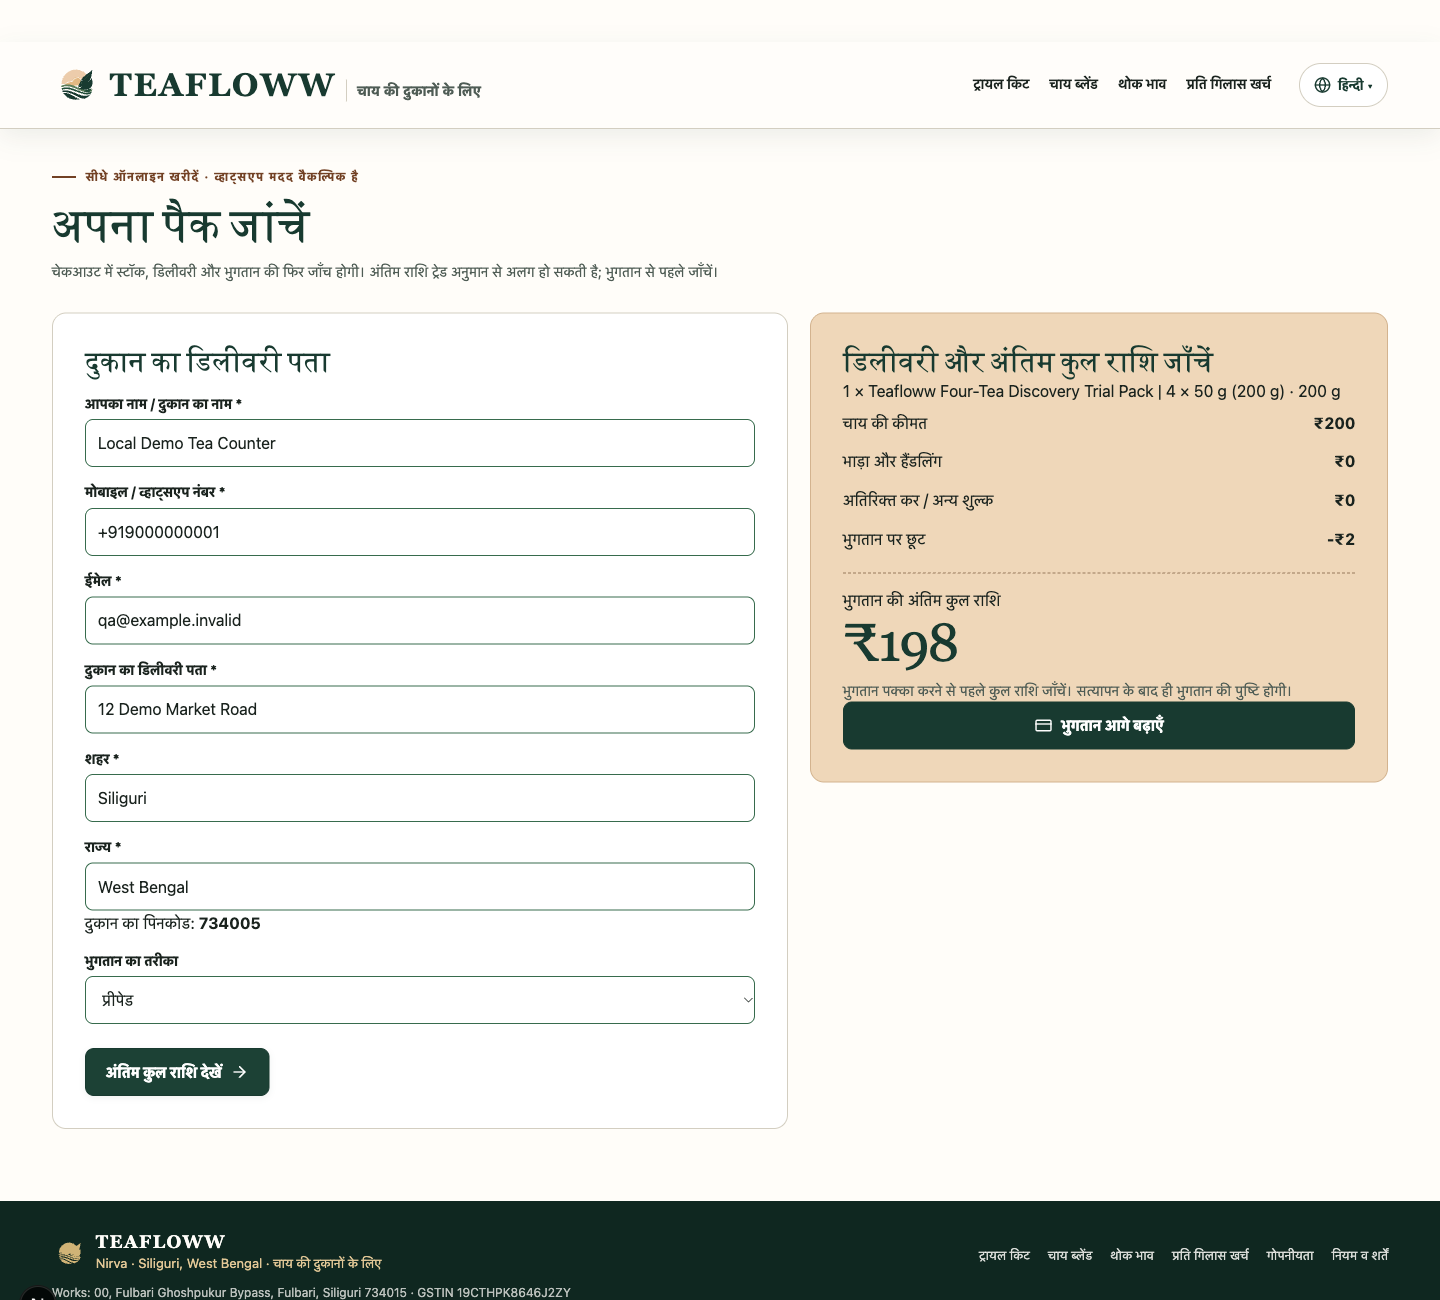 TEAFLOWW
चाय की दुकानों के लिए
ट्रायल किट
चाय ब्लेंड
थोक भाव
प्रति गिलास खर्च
हिन्दी
सीधे ऑनलाइन खरीदें · व्हाट्सएप मदद वैकल्पिक है
अपना पैक जांचें
चेकआउट में स्टॉक, डिलीवरी और भुगतान की फिर जाँच होगी। अंतिम राशि ट्रेड अनुमान से अलग हो सकती है; भुगतान से पहले जाँचें।
दुकान का डिलीवरी पता
आपका नाम / दुकान का नाम *
Local Demo Tea Counter
मोबाइल / व्हाट्सएप नंबर *
+919000000001
ईमेल *
qa@example.invalid
दुकान का डिलीवरी पता *
12 Demo Market Road
शहर *
Siliguri
राज्य *
West Bengal
दुकान का पिनकोड: 734005
भुगतान का तरीका
प्रीपेड
अंतिम कुल राशि देखें
डिलीवरी और अंतिम कुल राशि जाँचें
1 × Teafloww Four-Tea Discovery Trial Pack | 4 × 50 g (200 g) · 200 g
चाय की कीमत ₹200
भाड़ा और हैंडलिंग ₹0
अतिरिक्त कर / अन्य शुल्क ₹0
भुगतान पर छूट -₹2
भुगतान की अंतिम कुल राशि
₹198
भुगतान पक्का करने से पहले कुल राशि जाँचें। सत्यापन के बाद ही भुगतान की पुष्टि होगी।
भुगतान आगे बढ़ाएँ
TEAFLOWW
Nirva · Siliguri, West Bengal · चाय की दुकानों के लिए
ट्रायल किट
चाय ब्लेंड
थोक भाव
प्रति गिलास खर्च
गोपनीयता
नियम व शर्तें
Works: 00, Fulbari Ghoshpukur Bypass, Fulbari, Siliguri 734015 · GSTIN 19CTHPK8646J2ZY